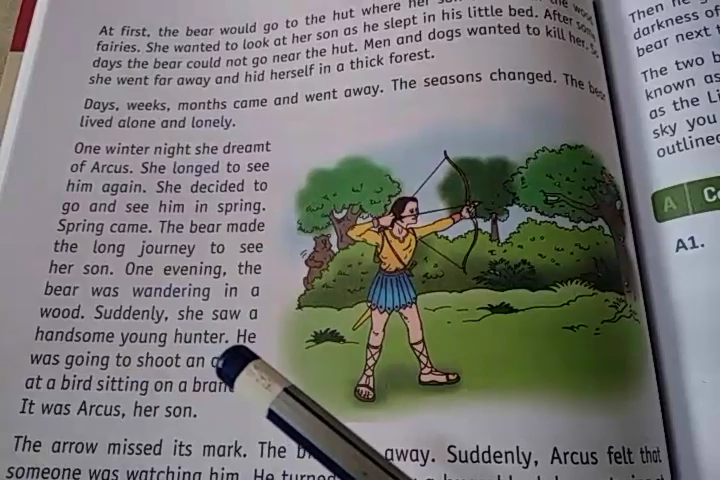 At first, the bear would go to the hut where her the woo
fairies. She wanted to look at her son as he slept in his little bed. After some
days the bear could not go near the hut. Men and dogs wanted to kill her. So
she went far away and hid herself in a thick forest.
Days, weeks, months came and went away. The seasons changed. The bear
lived alone and lonely.
One winter night she dreamt
of Arcus. She longed to see
him again. She decided to
go and see him in spring.
Spring came. The bear made
the long journey to see
her son. One evening, the
bear was wandering in a
wood. Suddenly, she saw a
handsome young hunter. He
was going to shoot an
at a bird sitting on a
It was Arcus, her son.
The arrow missed its mark. The away. Suddenly, Arcus felt that
someone was watching him. He turned
Then he
darkness of
bear next
The two
known as
as the
sky you
outlined
A
A1.